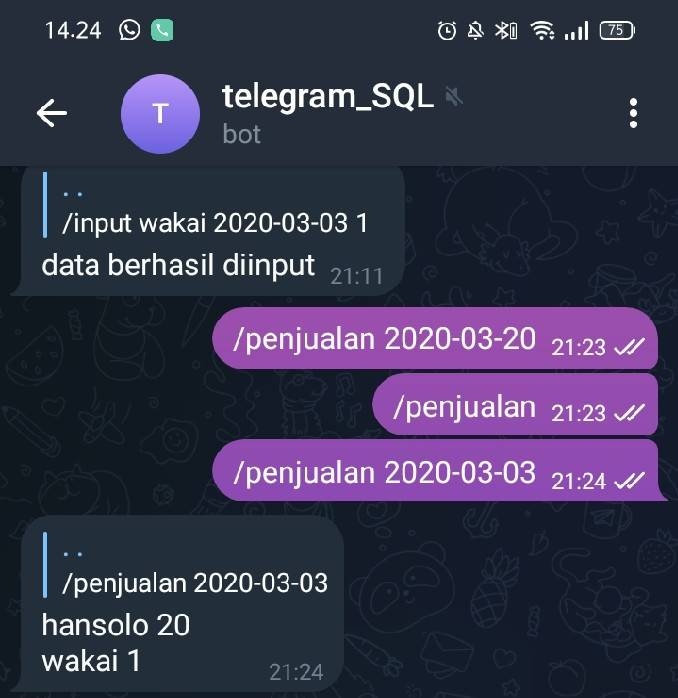 14.24
75
T
telegram_SQL
bot
. .
/input wakai 2020-03-03 1
data berhasil diinput 21:11
/penjualan 2020-03-20 21:23
/penjualan 21:23
/penjualan 2020-03-03 21:24
. .
/penjualan 2020-03-03
hansolo 20
wakai 1 21:24